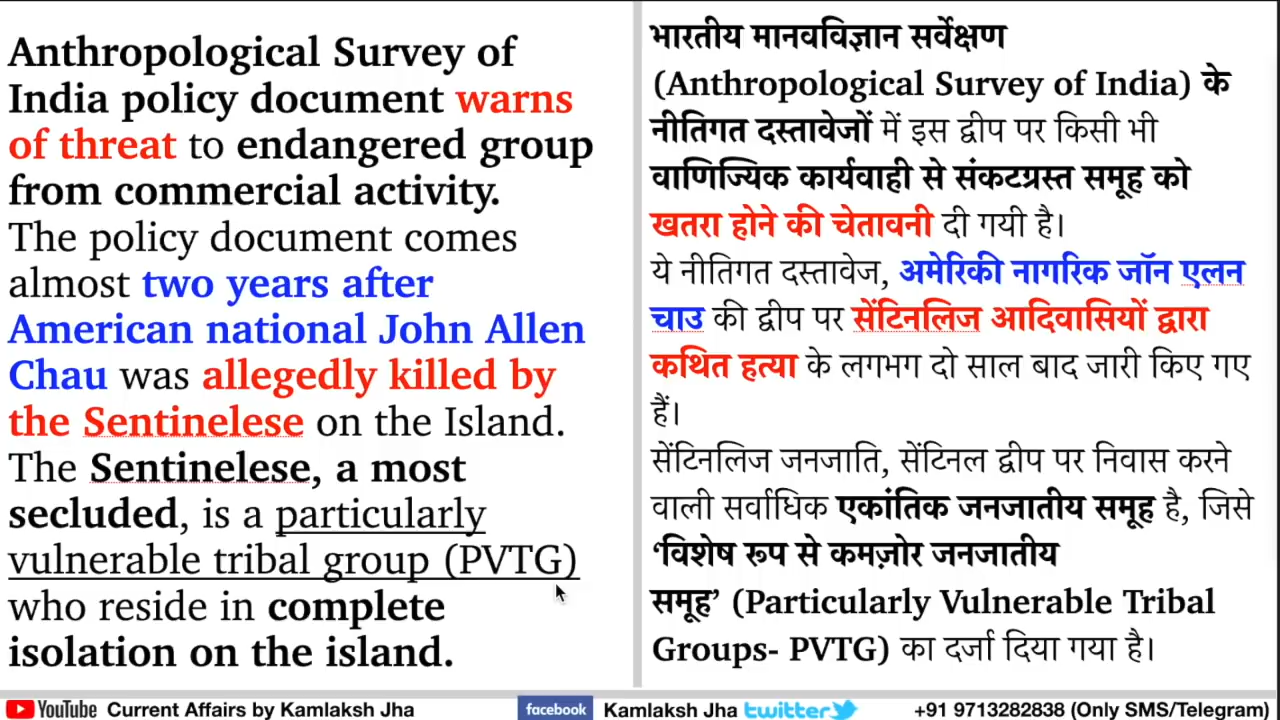 Anthropological Survey of
India policy document warns
of threat to endangered group
from commercial activity.
The policy document comes
almost two years after
American national John Allen
Chau was allegedly killed by
the Sentinelese on the Island.
The Sentinelese, a most
secluded, is a particularly
vulnerable tribal group (PVTG)
who reside in complete
isolation on the island.
भारतीय मानवविज्ञान सर्वेक्षण
(Anthropological Survey of India) के
नीतिगत दस्तावेजों में इस द्वीप पर किसी भी
वाणिज्यिक कार्यवाही से संकटग्रस्त समूह को
खतरा होने की चेतावनी दी गयी है।
ये नीतिगत दस्तावेज, अमेरिकी नागरिक जॉन एलन
चाउ की द्वीप पर सेंटिनलिज आदिवासियों द्वारा
कथित हत्या के लगभग दो साल बाद जारी किए गए
हैं।
सेंटिनलिज जनजाति, सेंटिनल द्वीप पर निवास करने
वाली सर्वाधिक एकांतिक जनजातीय समूह है, जिसे
‘विशेष रूप से कमज़ोर जनजातीय
समूह’ (Particularly Vulnerable Tribal
Groups- PVTG) का दर्जा दिया गया है।
YouTube Current Affairs by Kamlaksh Jha facebook Kamlaksh Jha twitter +91 9713282838 (Only SMS/Telegram)